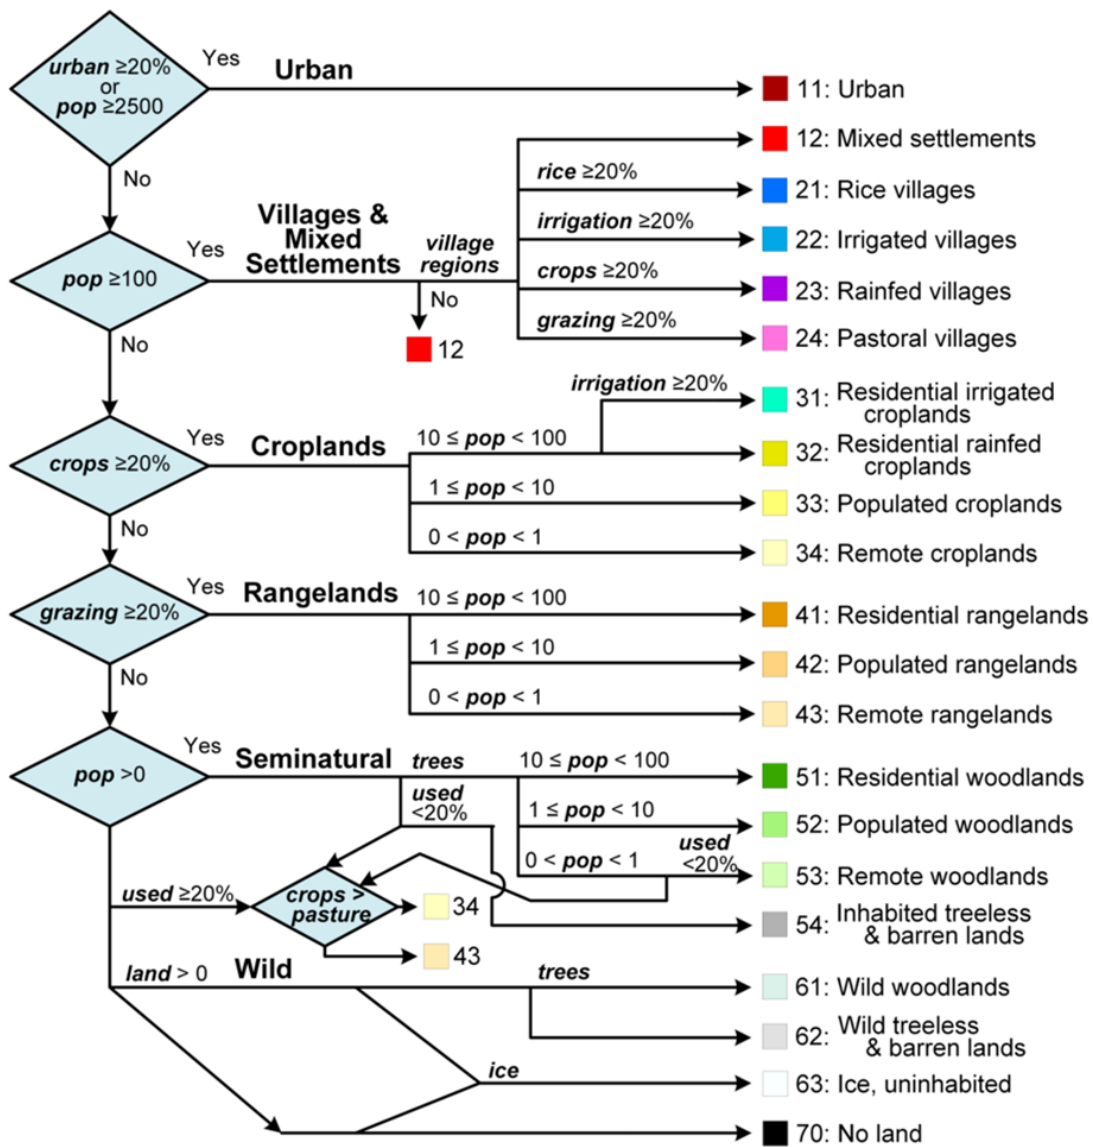 urban ≥20%
or
pop ≥2500
Yes
Urban
11: Urban
No
12: Mixed settlements
rice ≥20%
21: Rice villages
Villages &
Mixed
Settlements
village
regions
irrigation ≥20%
22: Irrigated villages
pop ≥100
Yes
No
12
crops ≥20%
23: Rainfed villages
grazing ≥20%
24: Pastoral villages
No
irrigation ≥20%
31: Residential irrigated
croplands
crops ≥20%
Yes
Croplands
10 ≤ pop < 100
32: Residential rainfed
croplands
1 ≤ pop < 10
33: Populated croplands
0 < pop < 1
34: Remote croplands
No
grazing ≥20%
Yes
Rangelands
10 ≤ pop < 100
41: Residential rangelands
1 ≤ pop < 10
42: Populated rangelands
0 < pop < 1
43: Remote rangelands
No
pop >0
Yes
Seminatural
trees
10 ≤ pop < 100
51: Residential woodlands
used
<20%
1 ≤ pop < 10
52: Populated woodlands
0 < pop < 1
used
<20%
53: Remote woodlands
used ≥20%
crops >
pasture
34
43
54: Inhabited treeless
& barren lands
land > 0
Wild
trees
61: Wild woodlands
62: Wild treeless
& barren lands
ice
63: Ice, uninhabited
70: No land